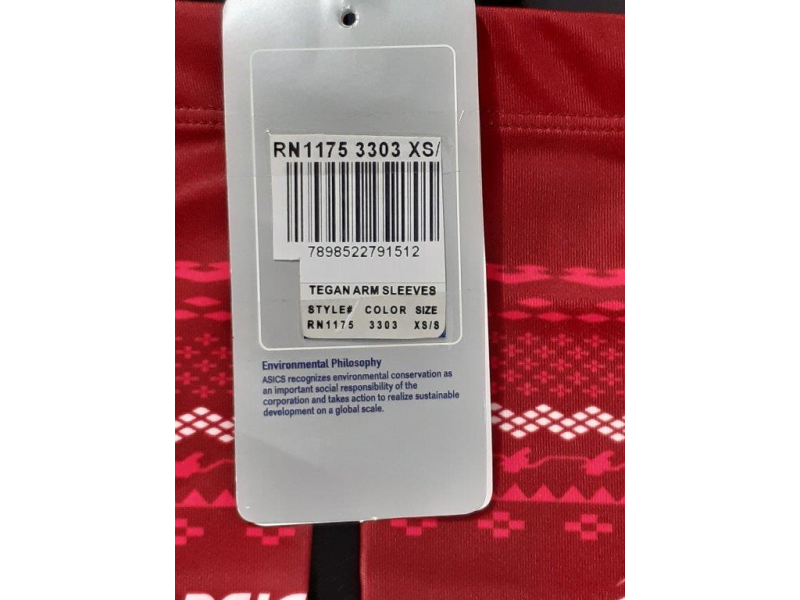 RN1175 3303 XS/
7898522791512
TEGAN ARM SLEEVES
STYLE# COLOR SIZE
RN1175 3303 XS/S
Environmental Philosophy
ASICS recognizes environmental conservation as
an important social responsibility of the
corporation and takes action to realize sustainable
development on a global scale.